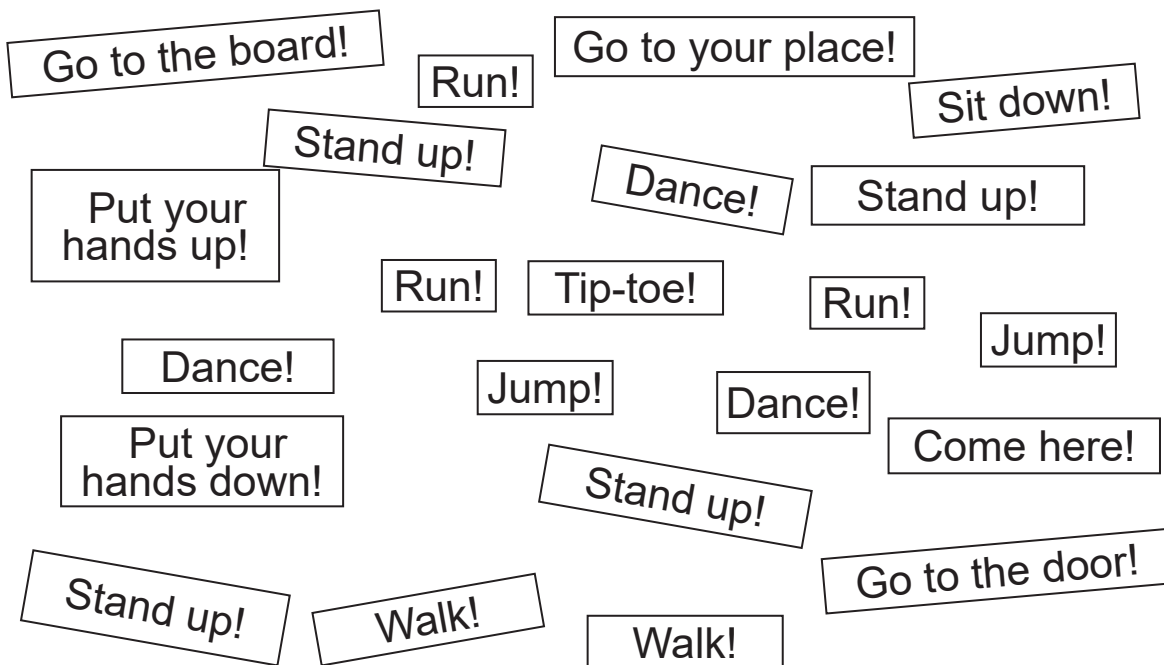 Go to the board!
Run!
Go to your place!
Sit down!
Stand up!
Dance!
Stand up!
Put your
hands up!
Run!
Tip-toe!
Run!
Jump!
Dance!
Jump!
Dance!
Put your
hands down!
Come here!
Stand up!
Go to the door!
Stand up!
Walk!
Walk!